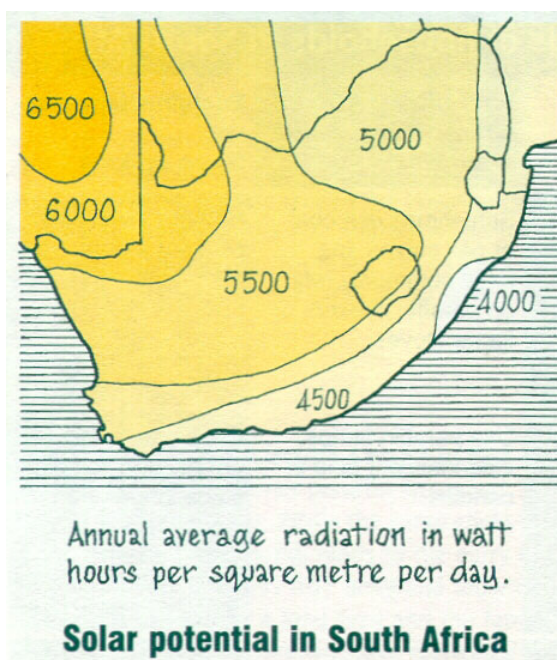 6500
5000
6000
5500
4000
4500
Annual average radiation in watt
hours per square metre per day.
Solar potential in South Africa